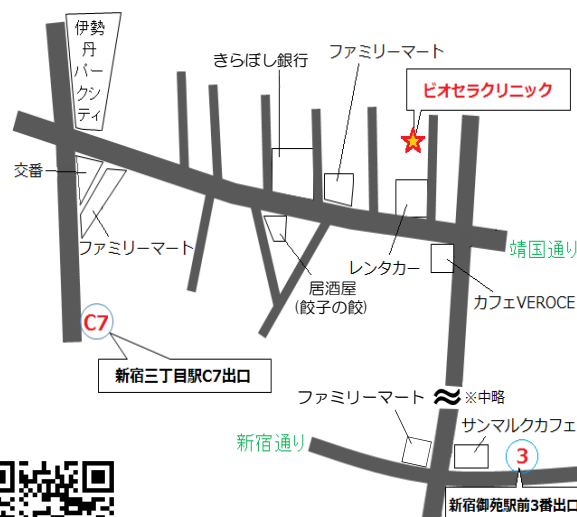 伊勢
丹
パー
クシ
ティ
きらぼし銀行
ファミリーマート
ビオセラクリニック
交番
ファミリーマート
レンタカー
靖国通り
居酒屋
(餃子の餃)
カフェVEROCE
C7
新宿三丁目駅C7出口
ファミリーマート
※中略
サンマルクカフェ
新宿通り
3
新宿御苑駅前3番出口